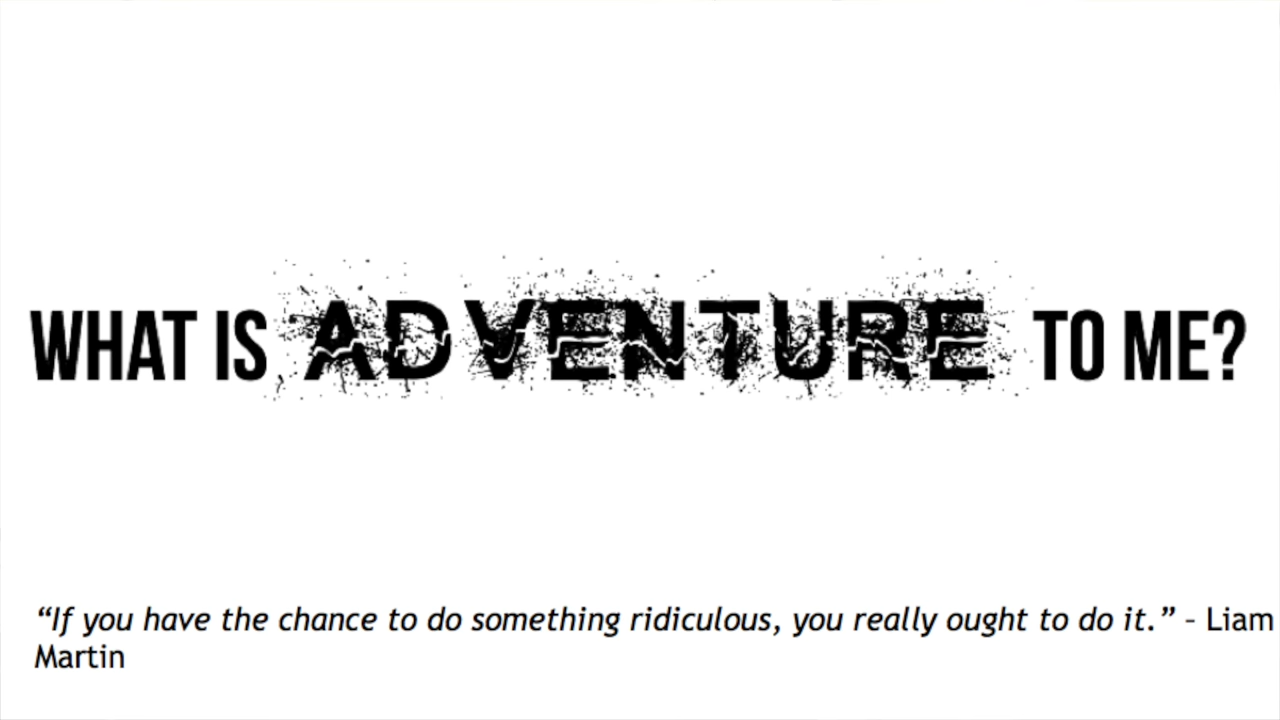 WHAT IS ADVENTURE TO ME?
“If you have the chance to do something ridiculous, you really ought to do it.” – Liam
Martin